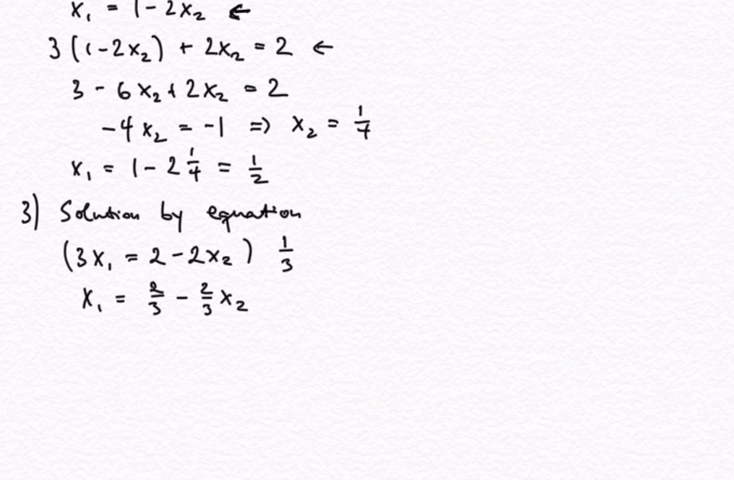 x₁ = 1 - 2x₂ ←
3(1-2x₂) + 2x₂ = 2 ←
3 - 6x₂ + 2x₂ = 2
-4x₂ = -1 => x₂ = 1/4
x₁ = 1 - 2 1/4 = 1/2
3) Solution by equation
(3x₁ = 2 - 2x₂) 1/3
x₁ = 2/3 - 2/3 x₂